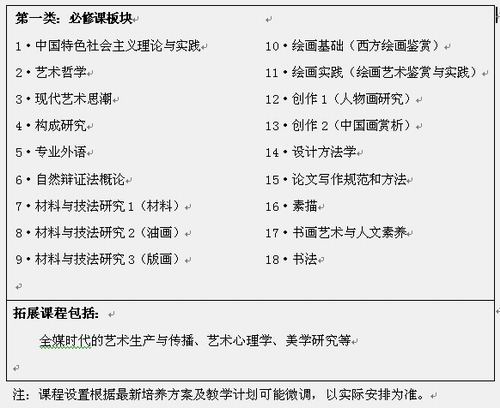 第一类：必修课板块
1·中国特色社会主义理论与实践
2·艺术哲学
3·现代艺术思潮
4·构成研究
5·专业外语
6·自然辩证法概论
7·材料与技法研究1（材料）
8·材料与技法研究2（油画）
9·材料与技法研究3（版画）
10·绘画基础（西方绘画鉴赏）
11·绘画实践（绘画艺术鉴赏与实践）
12·创作1（人物画研究）
13·创作2（中国画赏析）
14·设计方法学
15·论文写作规范和方法
16·素描
17·书画艺术与人文素养
18·书法
拓展课程包括：
全媒时代的艺术生产与传播、艺术心理学、美学研究等
注：课程设置根据最新培养方案及教学计划可能微调，以实际安排为准。